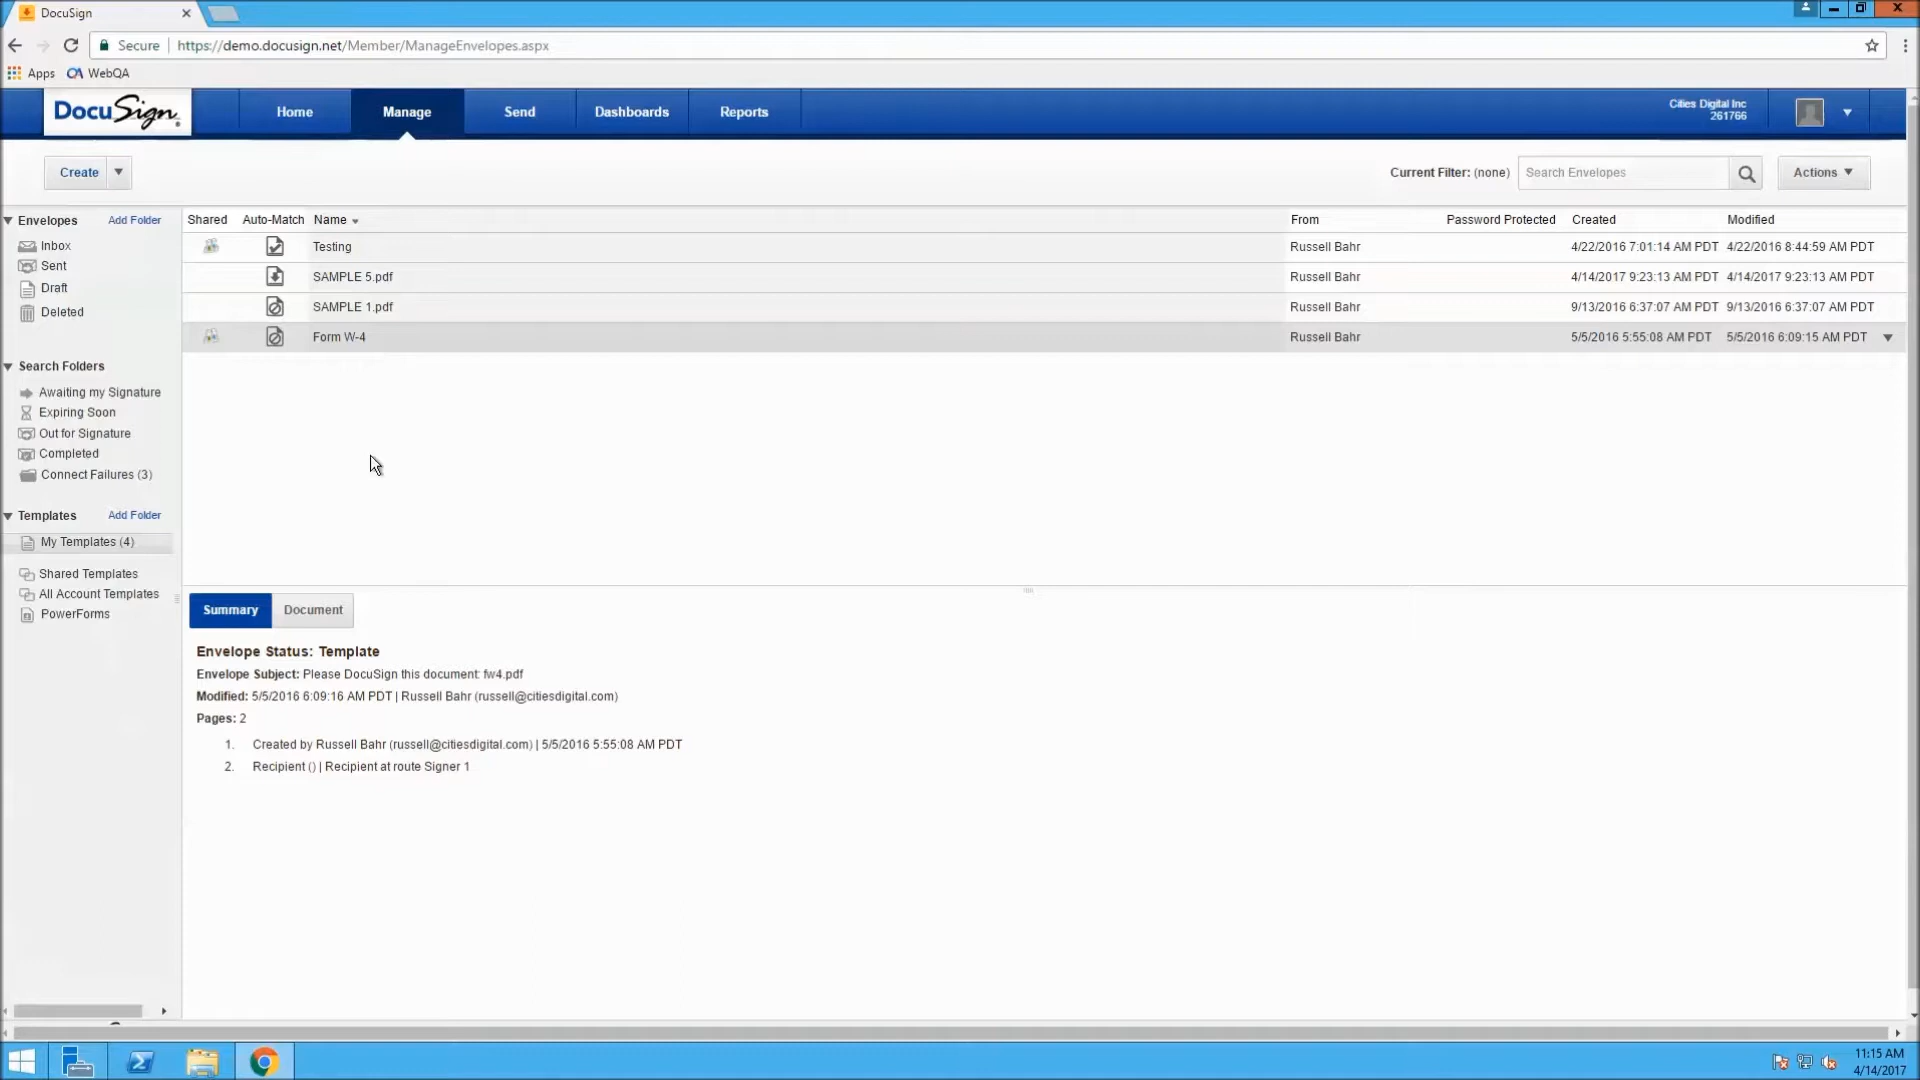 DocuSign
Secure | https://demo.docusign.net/Member/ManageEnvelopes.aspx
Apps CA WebQA
DocuSign.
Home Manage Send Dashboards Reports
Cities Digital Inc
261766
Create
Current Filter: (none) Search Envelopes Actions
Envelopes Add Folder
Inbox
Sent
Draft
Deleted
Search Folders
Awaiting my Signature
Expiring Soon
Out for Signature
Completed
Connect Failures (3)
Templates Add Folder
My Templates (4)
Shared Templates
All Account Templates
PowerForms
Shared Auto-Match Name From Password Protected Created Modified
Testing Russell Bahr 4/22/2016 7:01:14 AM PDT 4/22/2016 8:44:59 AM PDT
SAMPLE 5.pdf Russell Bahr 4/14/2017 9:23:13 AM PDT 4/14/2017 9:23:13 AM PDT
SAMPLE 1.pdf Russell Bahr 9/13/2016 6:37:07 AM PDT 9/13/2016 6:37:07 AM PDT
Form W-4 Russell Bahr 5/5/2016 5:55:08 AM PDT 5/5/2016 6:09:15 AM PDT
Summary Document
Envelope Status: Template
Envelope Subject: Please DocuSign this document: fw4.pdf
Modified: 5/5/2016 6:09:16 AM PDT | Russell Bahr (russell@citiesdigital.com)
Pages: 2
1. Created by Russell Bahr (russell@citiesdigital.com) | 5/5/2016 5:55:08 AM PDT
2. Recipient () | Recipient at route Signer 1
11:15 AM
4/14/2017